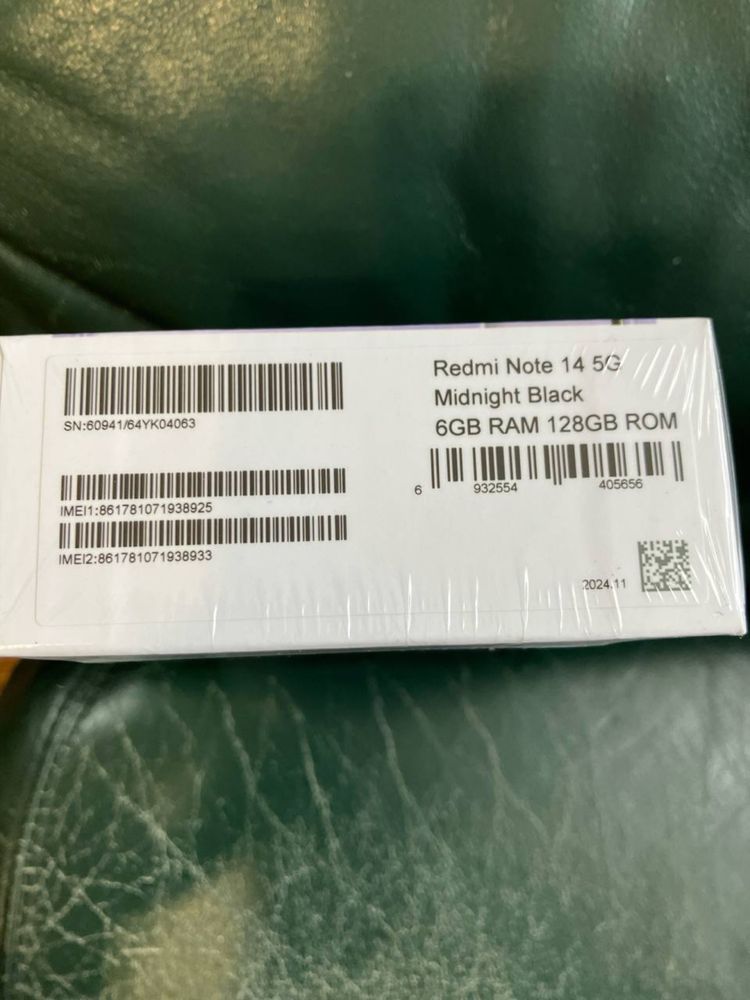 SN:60941/64YK04063
IMEI1:861781071938925
IMEI2:861781071938933
Redmi Note 14 5G
Midnight Black
6GB RAM 128GB ROM
6 932554 405656
2024.11